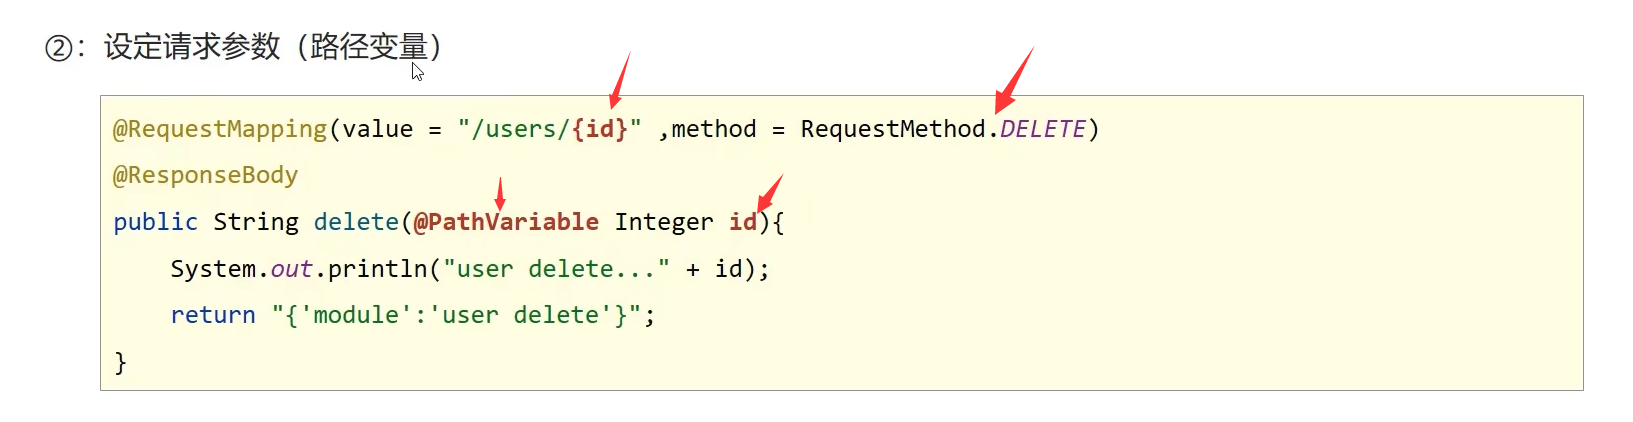 ②：设定请求参数（路径变量）
@RequestMapping(value = "/users/{id}" ,method = RequestMethod.DELETE)
@ResponseBody
public String delete(@PathVariable Integer id){
    System.out.println("user delete..." + id);
    return "{'module':'user delete'}";
}